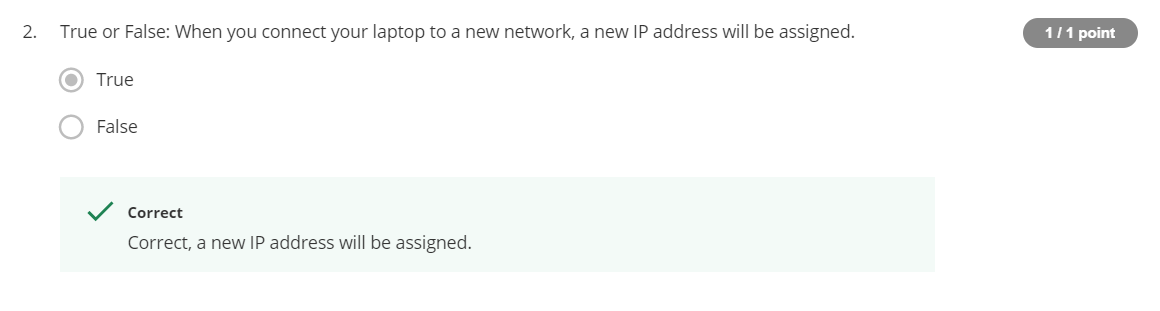 2. True or False: When you connect your laptop to a new network, a new IP address will be assigned.
1 / 1 point
True
False
Correct
Correct, a new IP address will be assigned.